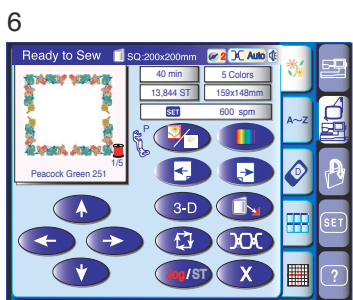 6
Ready to Sew SQ:200x200mm 2 Auto
40 min 5 Colors
13,844 ST 159x148mm
SET 600 spm
P
1/5
Peacock Green 251
A~Z
D
3-D
SET
Jog/ST X
?